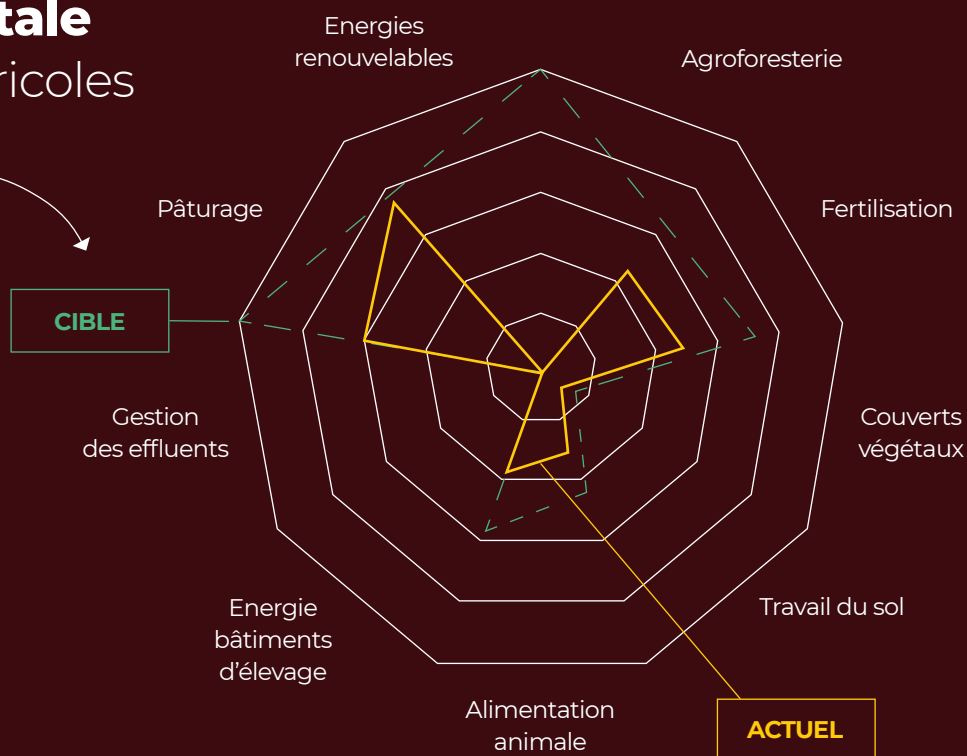 tale
ricoles
Energies
renouvelables
Agroforesterie
Pâturage
Fertilisation
CIBLE
Gestion
des effluents
Couverts
végétaux
Energie
bâtiments
d'élevage
Travail du sol
Alimentation
animale
ACTUEL